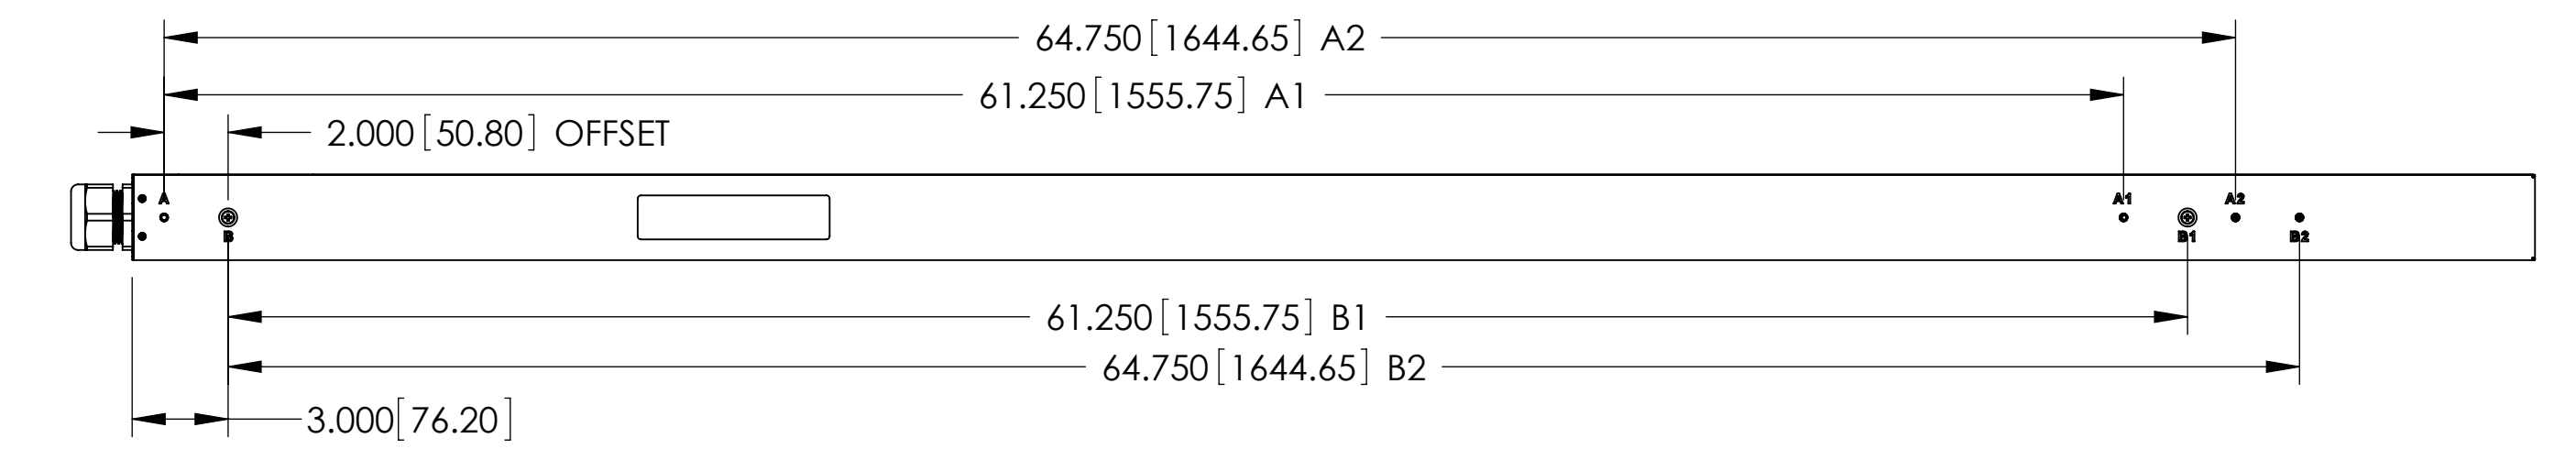 64.750[1644.65] A2
61.250[1555.75] A1
2.000[50.80] OFFSET
A
A1
A2
B
B1
B2
61.250[1555.75] B1
64.750[1644.65] B2
3.000[76.20]